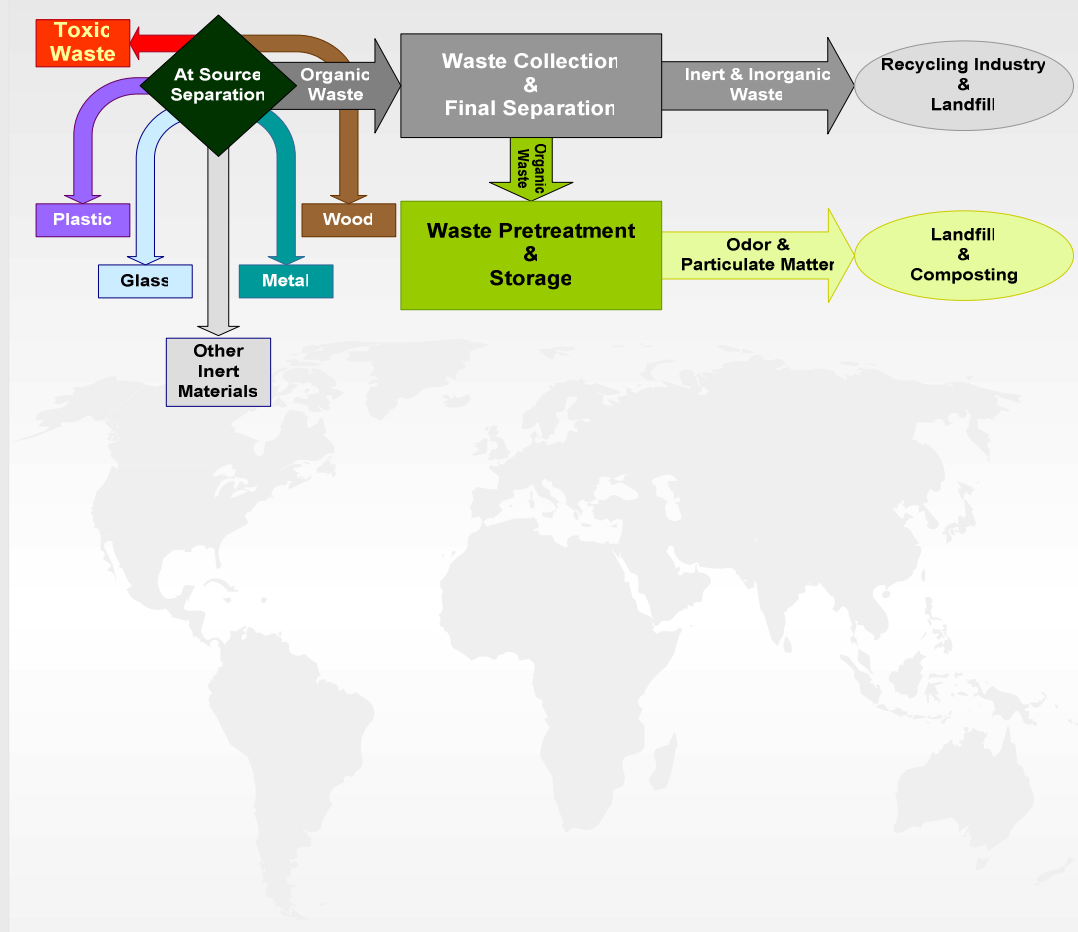 Toxic
Waste
At Source
Separation
Organic
Waste
Waste Collection
&
Final Separation
Inert & Inorganic
Waste
Recycling Industry
&
Landfill
Organic
Waste
Plastic
Wood
Glass
Metal
Waste Pretreatment
&
Storage
Odor &
Particulate Matter
Landfill
&
Composting
Other
Inert
Materials